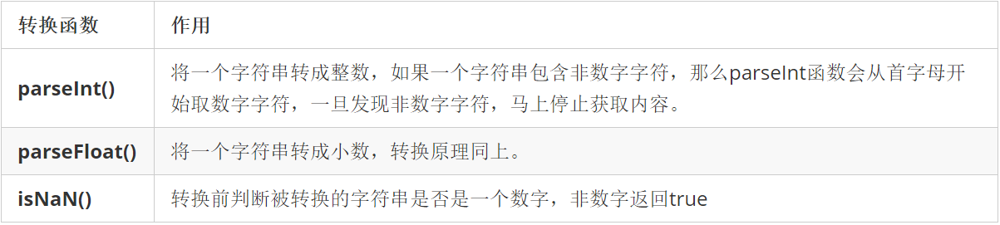 转换函数 作用
parseInt() 将一个字符串转成整数，如果一个字符串包含非数字字符，那么parseInt函数会从首字母开
始取数字字符，一旦发现非数字字符，马上停止获取内容。
parseFloat() 将一个字符串转成小数，转换原理同上。
isNaN() 转换前判断被转换的字符串是否是一个数字，非数字返回true